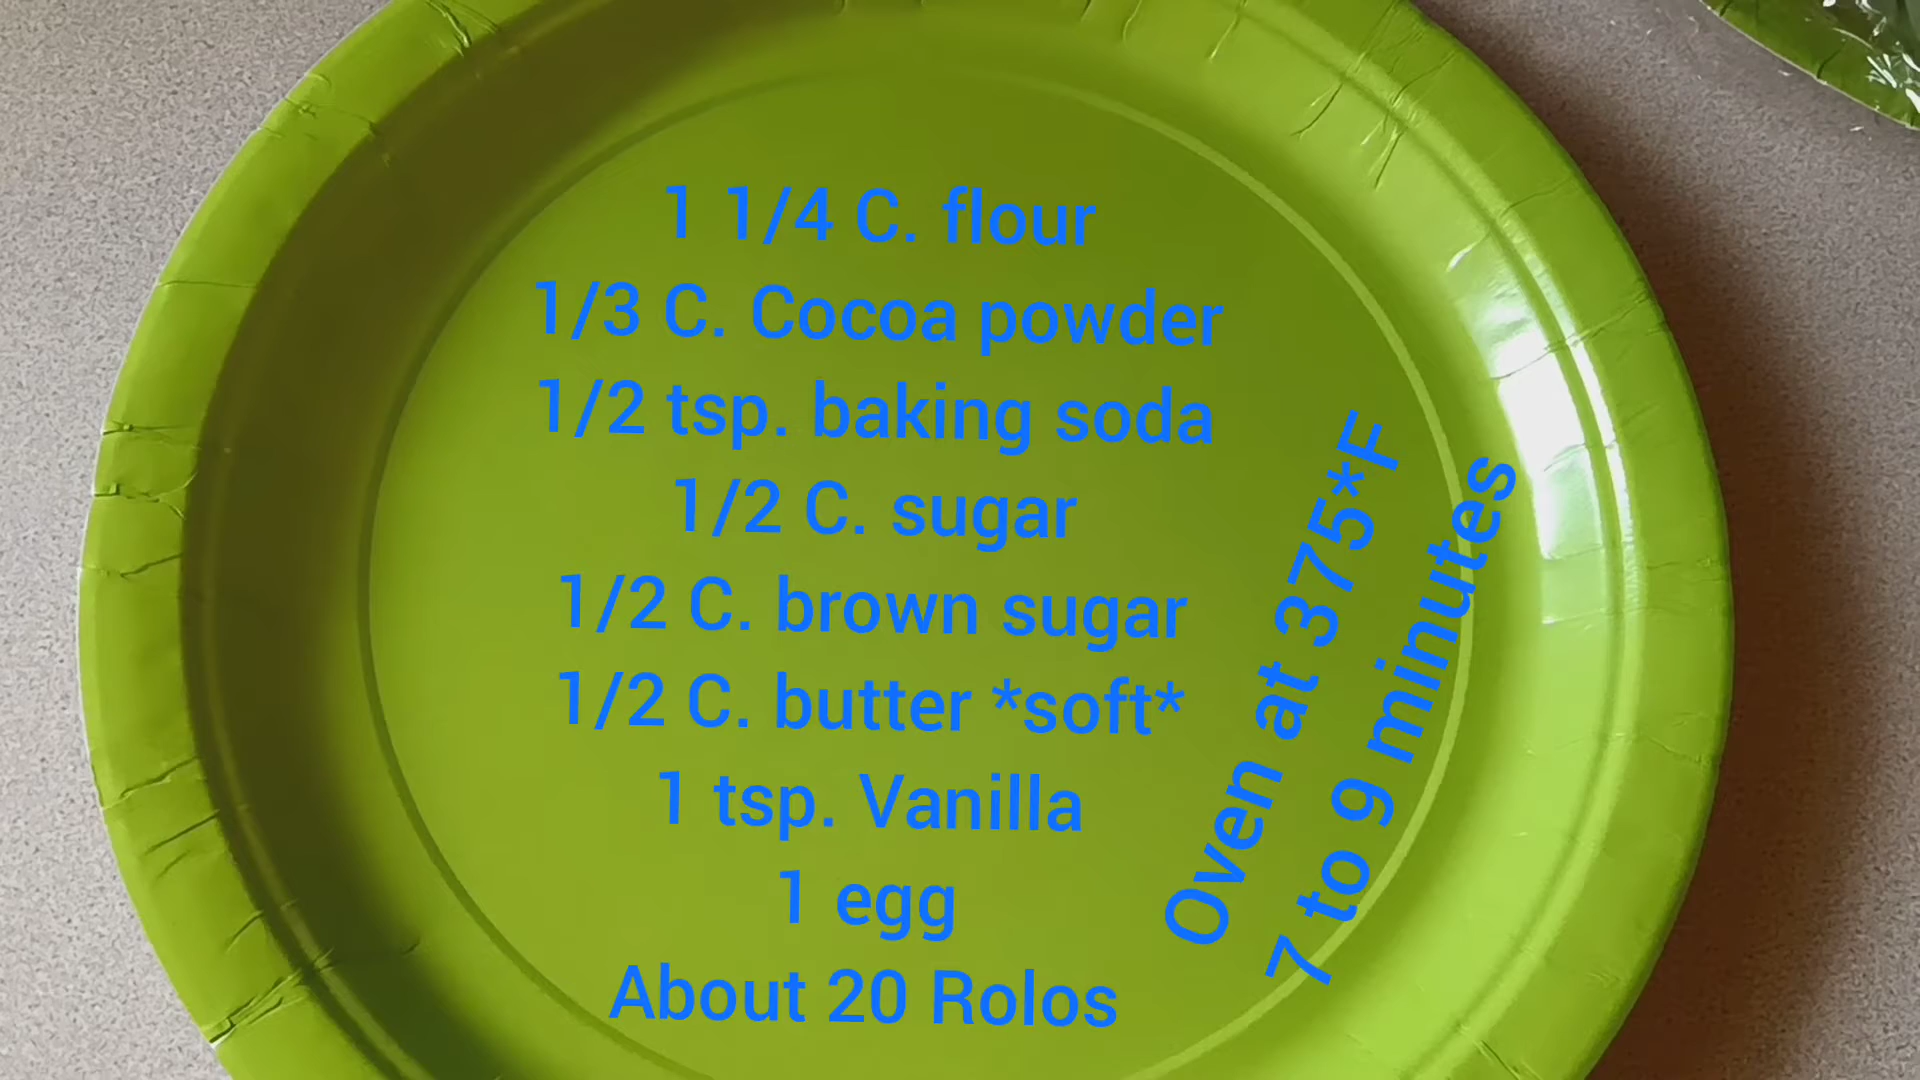 1 1/4 C. flour
1/3 C. Cocoa powder
1/2 tsp. baking soda
1/2 C. sugar
1/2 C. brown sugar
1/2 C. butter *soft*
1 tsp. Vanilla
1 egg
About 20 Rolos
Oven at 375*F
7 to 9 minutes